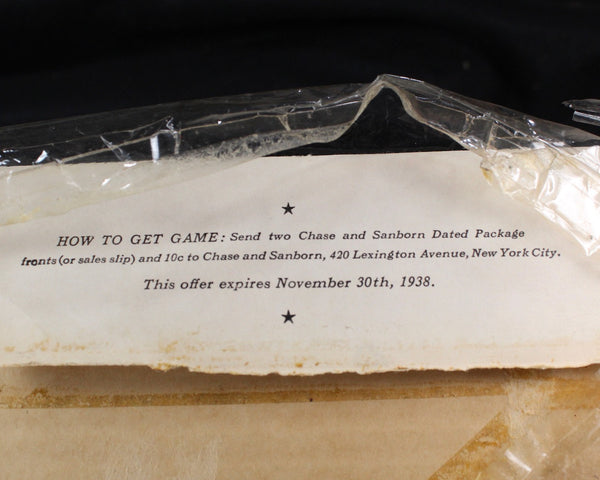 ★
HOW TO GET GAME: Send two Chase and Sanborn Dated Package
fronts (or sales slip) and 10c to Chase and Sanborn, 420 Lexington Avenue, New York City.
This offer expires November 30th, 1938.
★